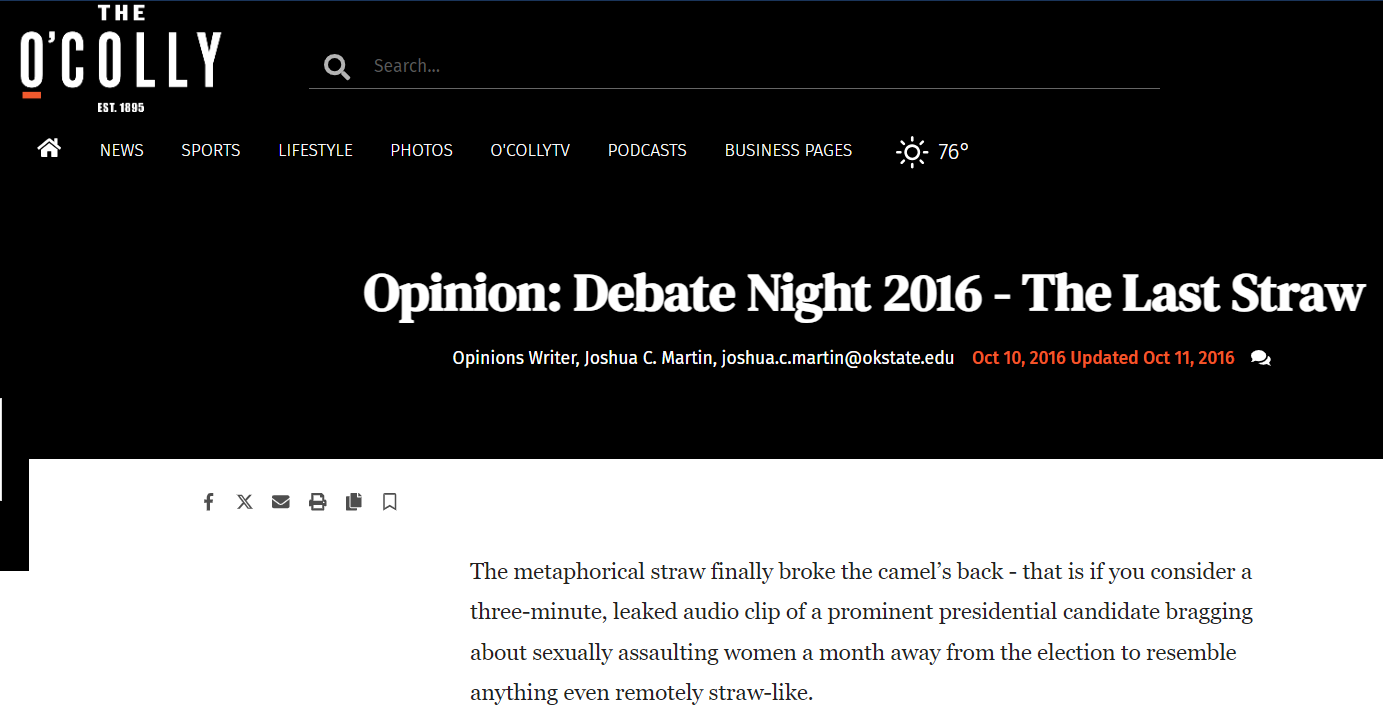 THE
O'COLLY
EST. 1895
Search...
NEWS SPORTS LIFESTYLE PHOTOS O'COLLYTV PODCASTS BUSINESS PAGES 76°
Opinion: Debate Night 2016 - The Last Straw
Opinions Writer, Joshua C. Martin, joshua.c.martin@okstate.edu Oct 10, 2016 Updated Oct 11, 2016
The metaphorical straw finally broke the camel’s back - that is if you consider a
three-minute, leaked audio clip of a prominent presidential candidate bragging
about sexually assaulting women a month away from the election to resemble
anything even remotely straw-like.